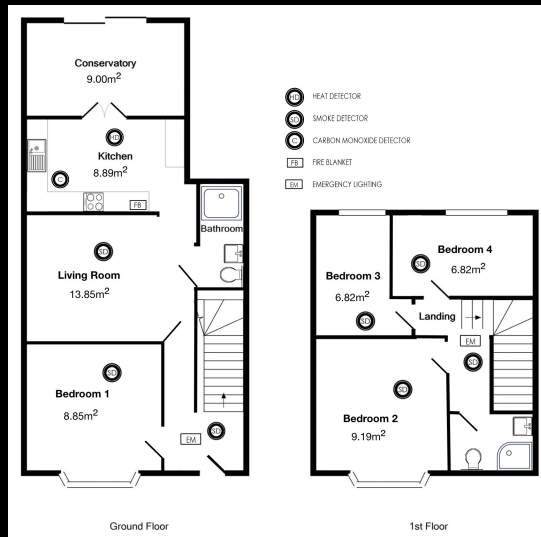 Conservatory
9.00m²
HD
Kitchen
8.89m²
C
FB
Bathroom
SD
Living Room
13.85m²
SD
Bedroom 1
8.85m²
SD
EM
Ground Floor
HD HEAT DETECTOR
SD SMOKE DETECTOR
C CARBON MONOXIDE DETECTOR
FB FIRE BLANKET
EM EMERGENCY LIGHTING
Bedroom 4
6.82m²
SD
Bedroom 3
6.82m²
SD
Landing
EM
SD
SD
Bedroom 2
9.19m²
1st Floor